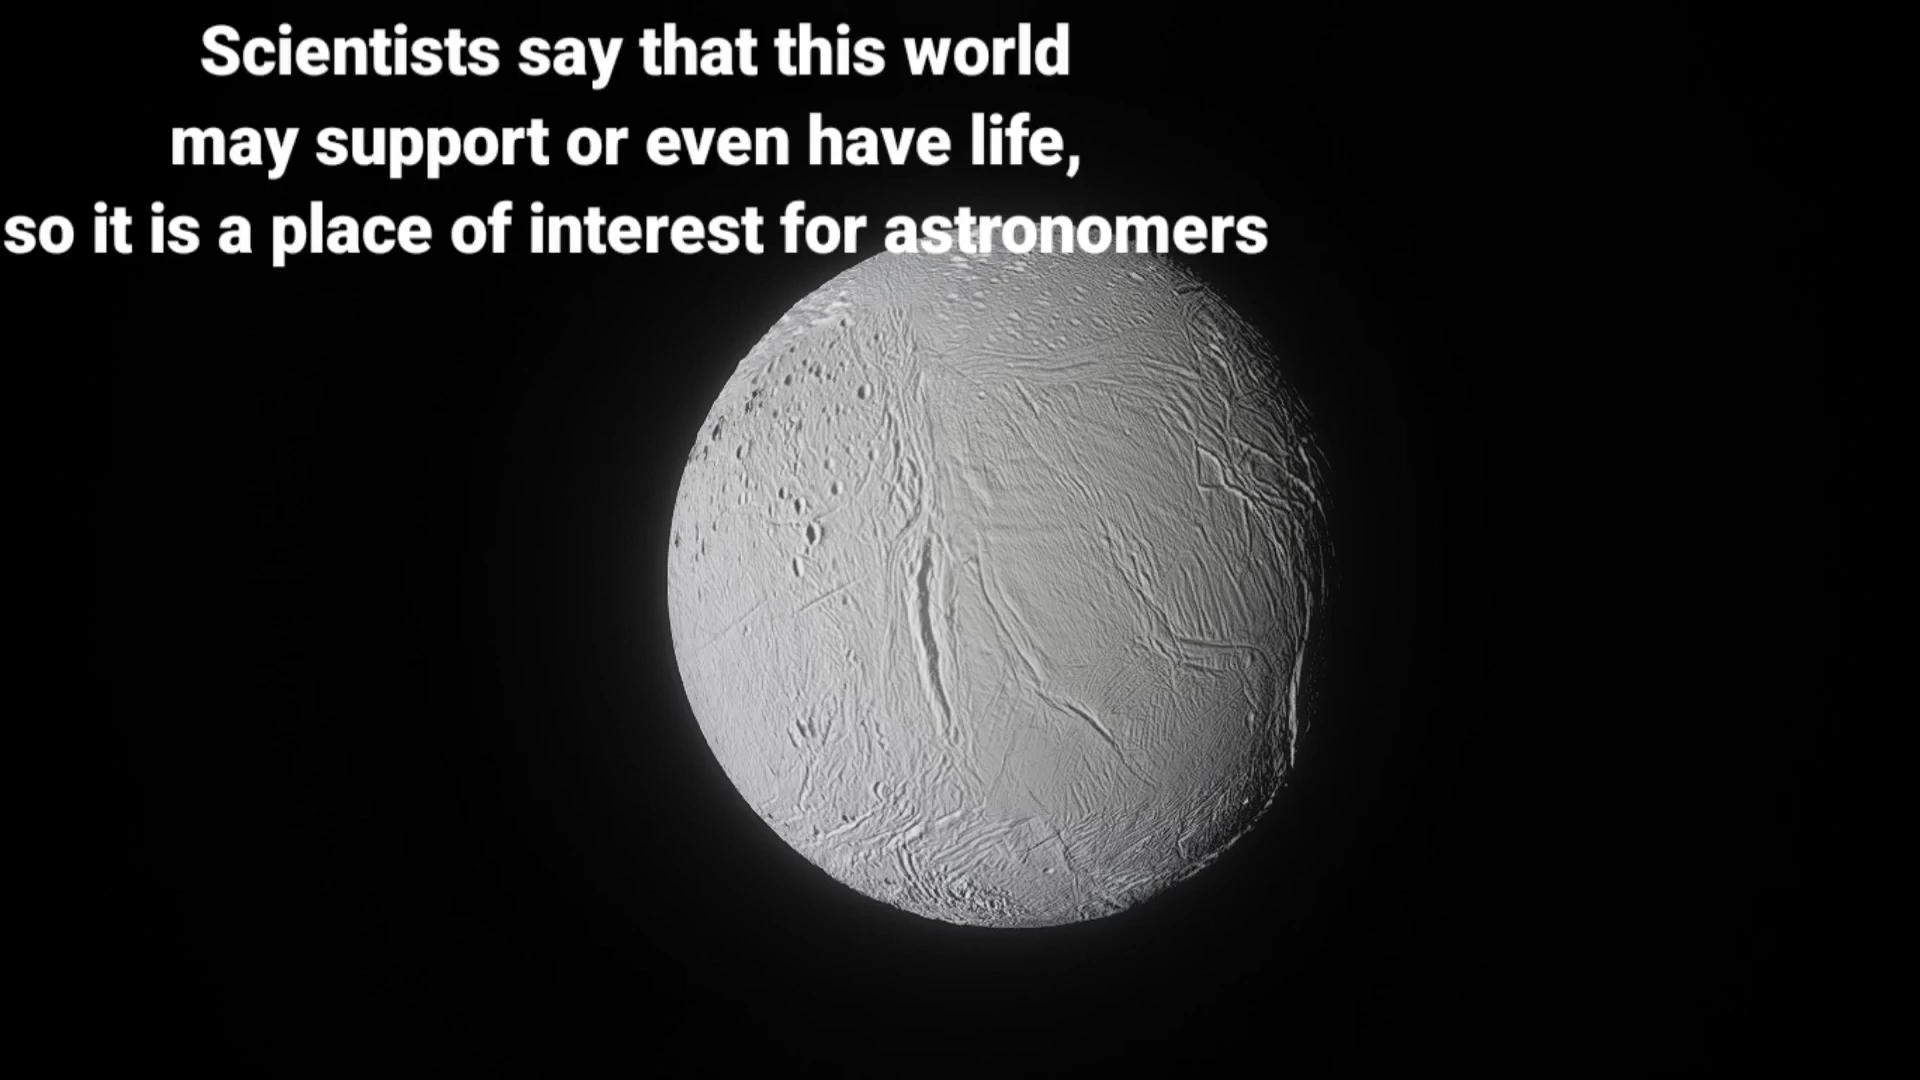 Scientists say that this world
may support or even have life,
so it is a place of interest for astronomers